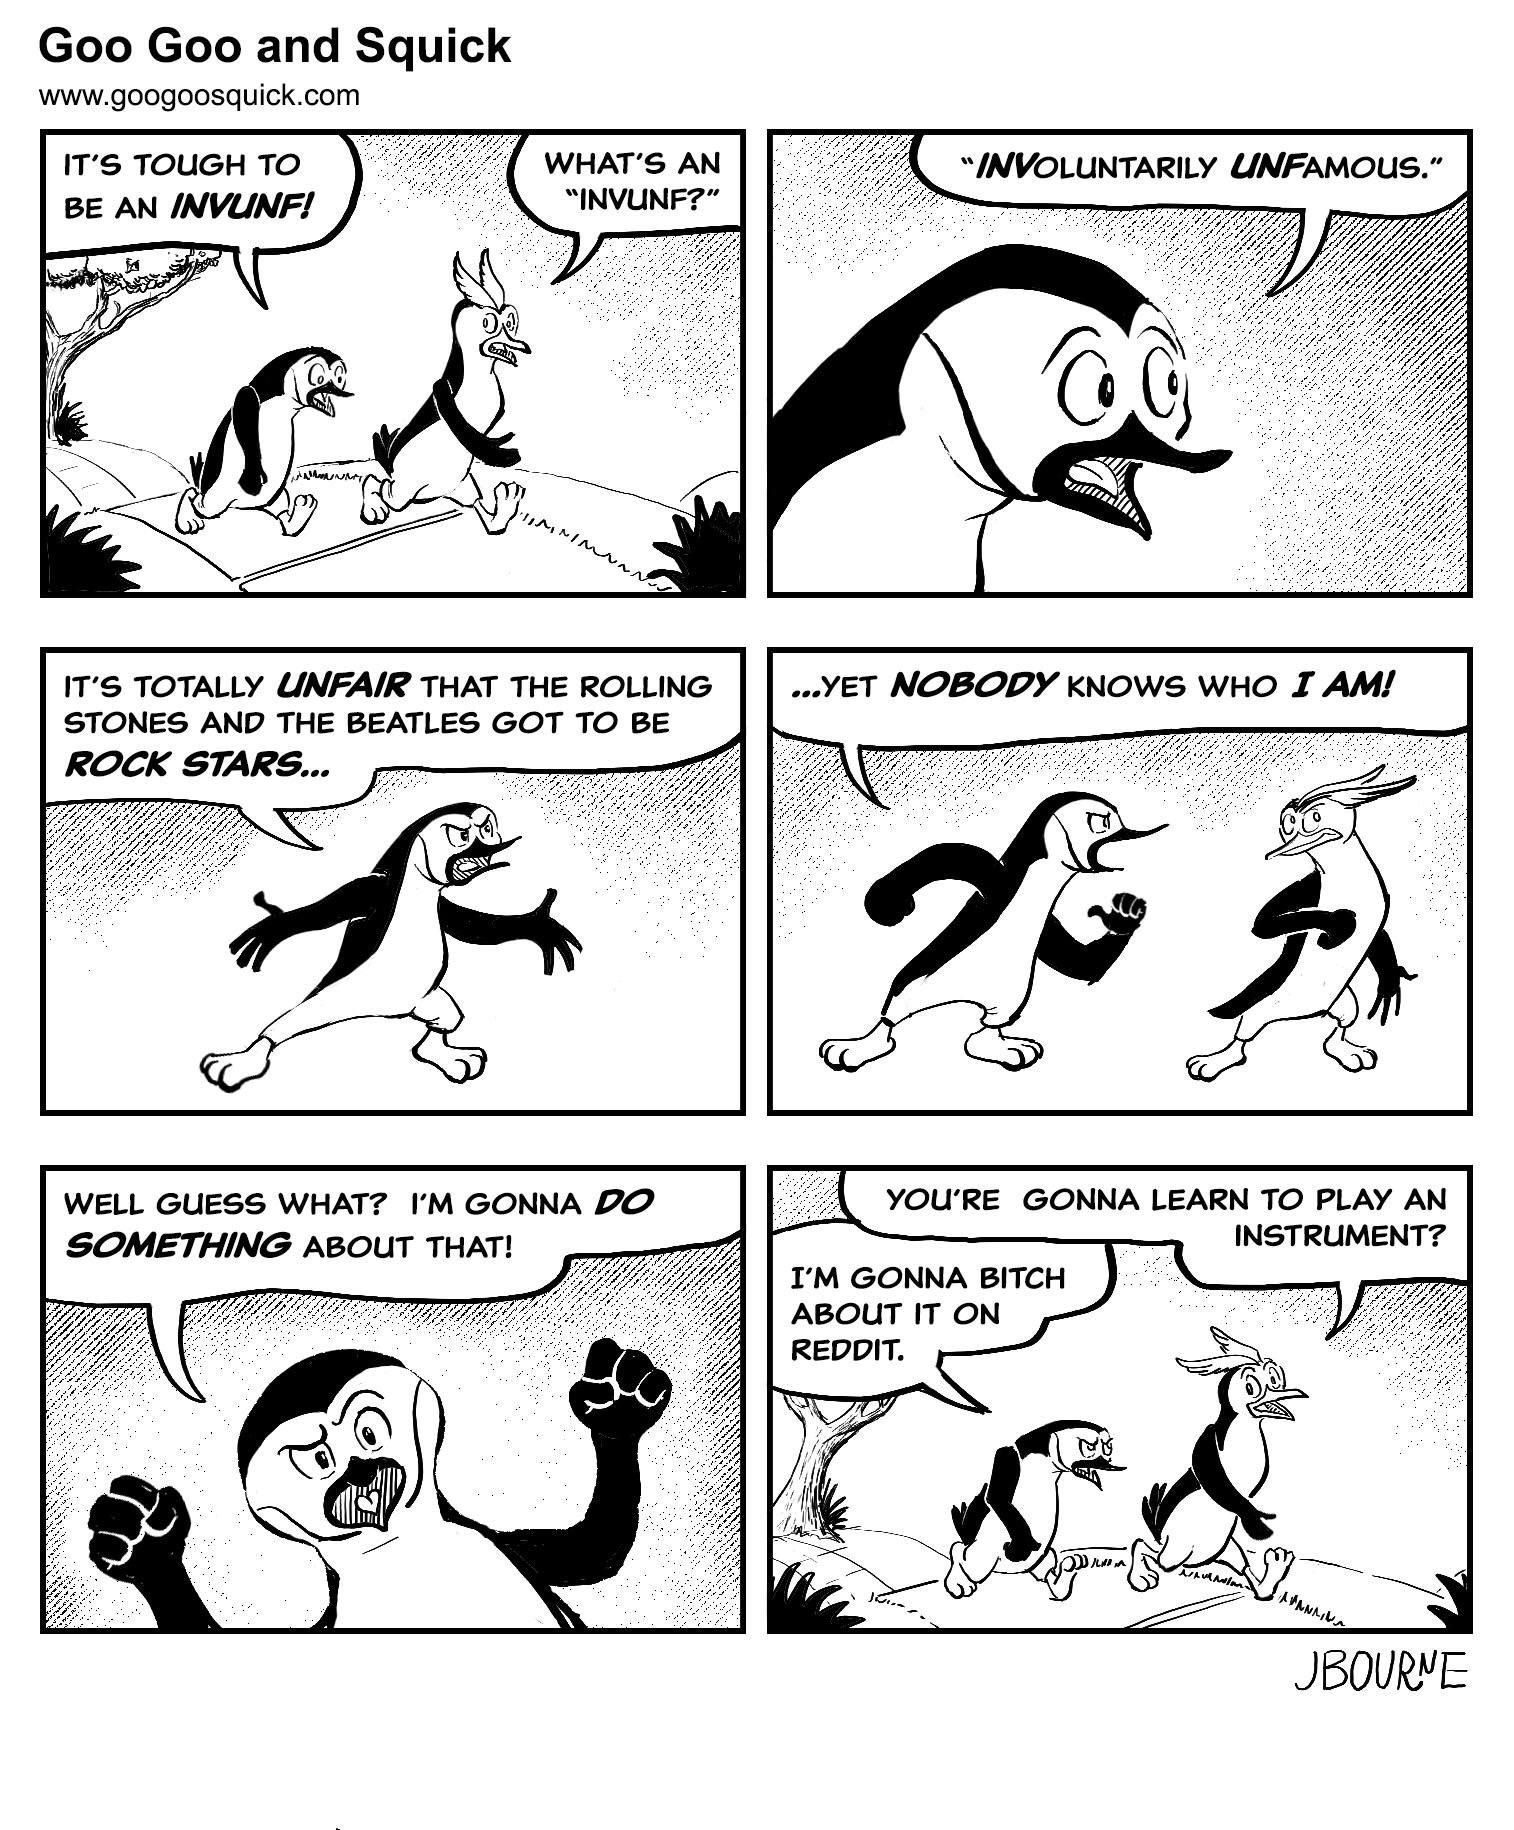 Goo Goo and Squick
www.googoosquick.com
IT'S TOUGH TO
BE AN INVUNF!
WHAT'S AN
"INVUNF?"
"INVOLUNTARILY UNFAMOUS."
IT'S TOTALLY UNFAIR THAT THE ROLLING
STONES AND THE BEATLES GOT TO BE
ROCK STARS...
...YET NOBODY KNOWS WHO I AM!
WELL GUESS WHAT? I'M GONNA DO
SOMETHING ABOUT THAT!
YOU'RE GONNA LEARN TO PLAY AN
INSTRUMENT?
I'M GONNA BITCH
ABOUT IT ON
REDDIT.
JBOURNE